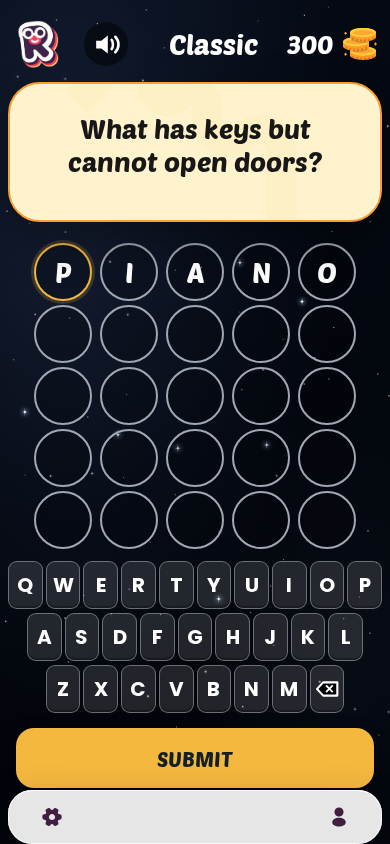 Classic 300
What has keys but
cannot open doors?
P I A N O
Q W E R T Y U I O P
A S D F G H J K L
Z X C V B N M
SUBMIT